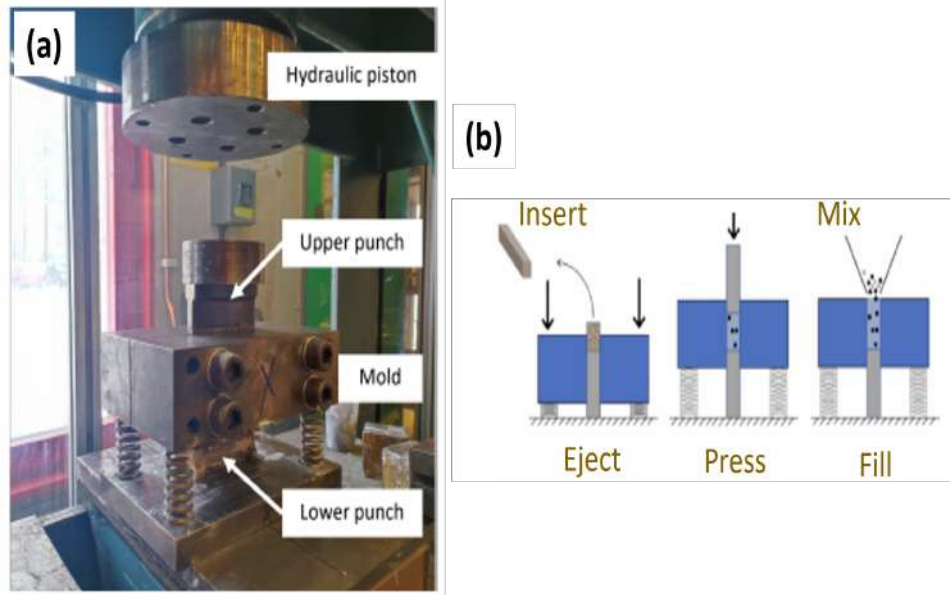 (a)
Hydraulic piston
Upper punch
Mold
Lower punch
(b)
Insert
Mix
Eject
Press
Fill